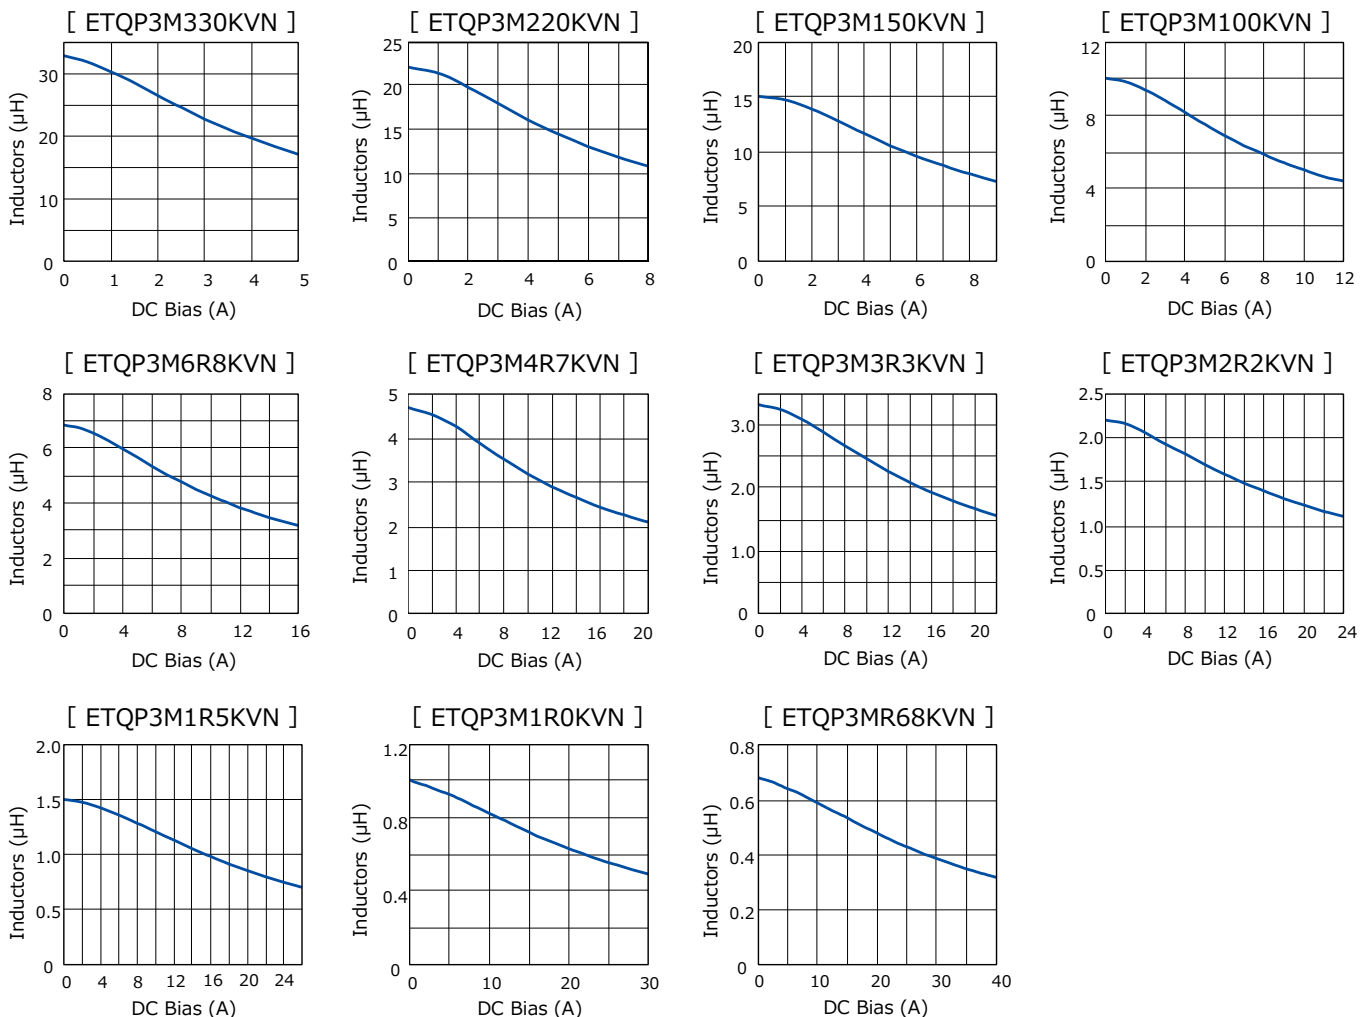 [ ETQP3M330KVN ]
Inductors (μH)
30
20
10
0
0 1 2 3 4 5
DC Bias (A)
[ ETQP3M220KVN ]
Inductors (μH)
25
20
15
10
5
0
0 2 4 6 8
DC Bias (A)
[ ETQP3M150KVN ]
Inductors (μH)
20
15
10
5
0
0 2 4 6 8
DC Bias (A)
[ ETQP3M100KVN ]
Inductors (μH)
12
8
4
0
0 2 4 6 8 10 12
DC Bias (A)
[ ETQP3M6R8KVN ]
Inductors (μH)
8
6
4
2
0
0 4 8 12 16
DC Bias (A)
[ ETQP3M4R7KVN ]
Inductors (μH)
5
4
3
2
1
0
0 4 8 12 16 20
DC Bias (A)
[ ETQP3M3R3KVN ]
Inductors (μH)
3.0
2.0
1.0
0
0 4 8 12 16 20
DC Bias (A)
[ ETQP3M2R2KVN ]
Inductors (μH)
2.5
2.0
1.5
1.0
0.5
0
0 4 8 12 16 20 24
DC Bias (A)
[ ETQP3M1R5KVN ]
Inductors (μH)
2.0
1.5
1.0
0.5
0
0 4 8 12 16 20 24
DC Bias (A)
[ ETQP3M1R0KVN ]
Inductors (μH)
1.2
0.8
0.4
0
0 10 20 30
DC Bias (A)
[ ETQP3MR68KVN ]
Inductors (μH)
0.8
0.6
0.4
0.2
0
0 10 20 30 40
DC Bias (A)